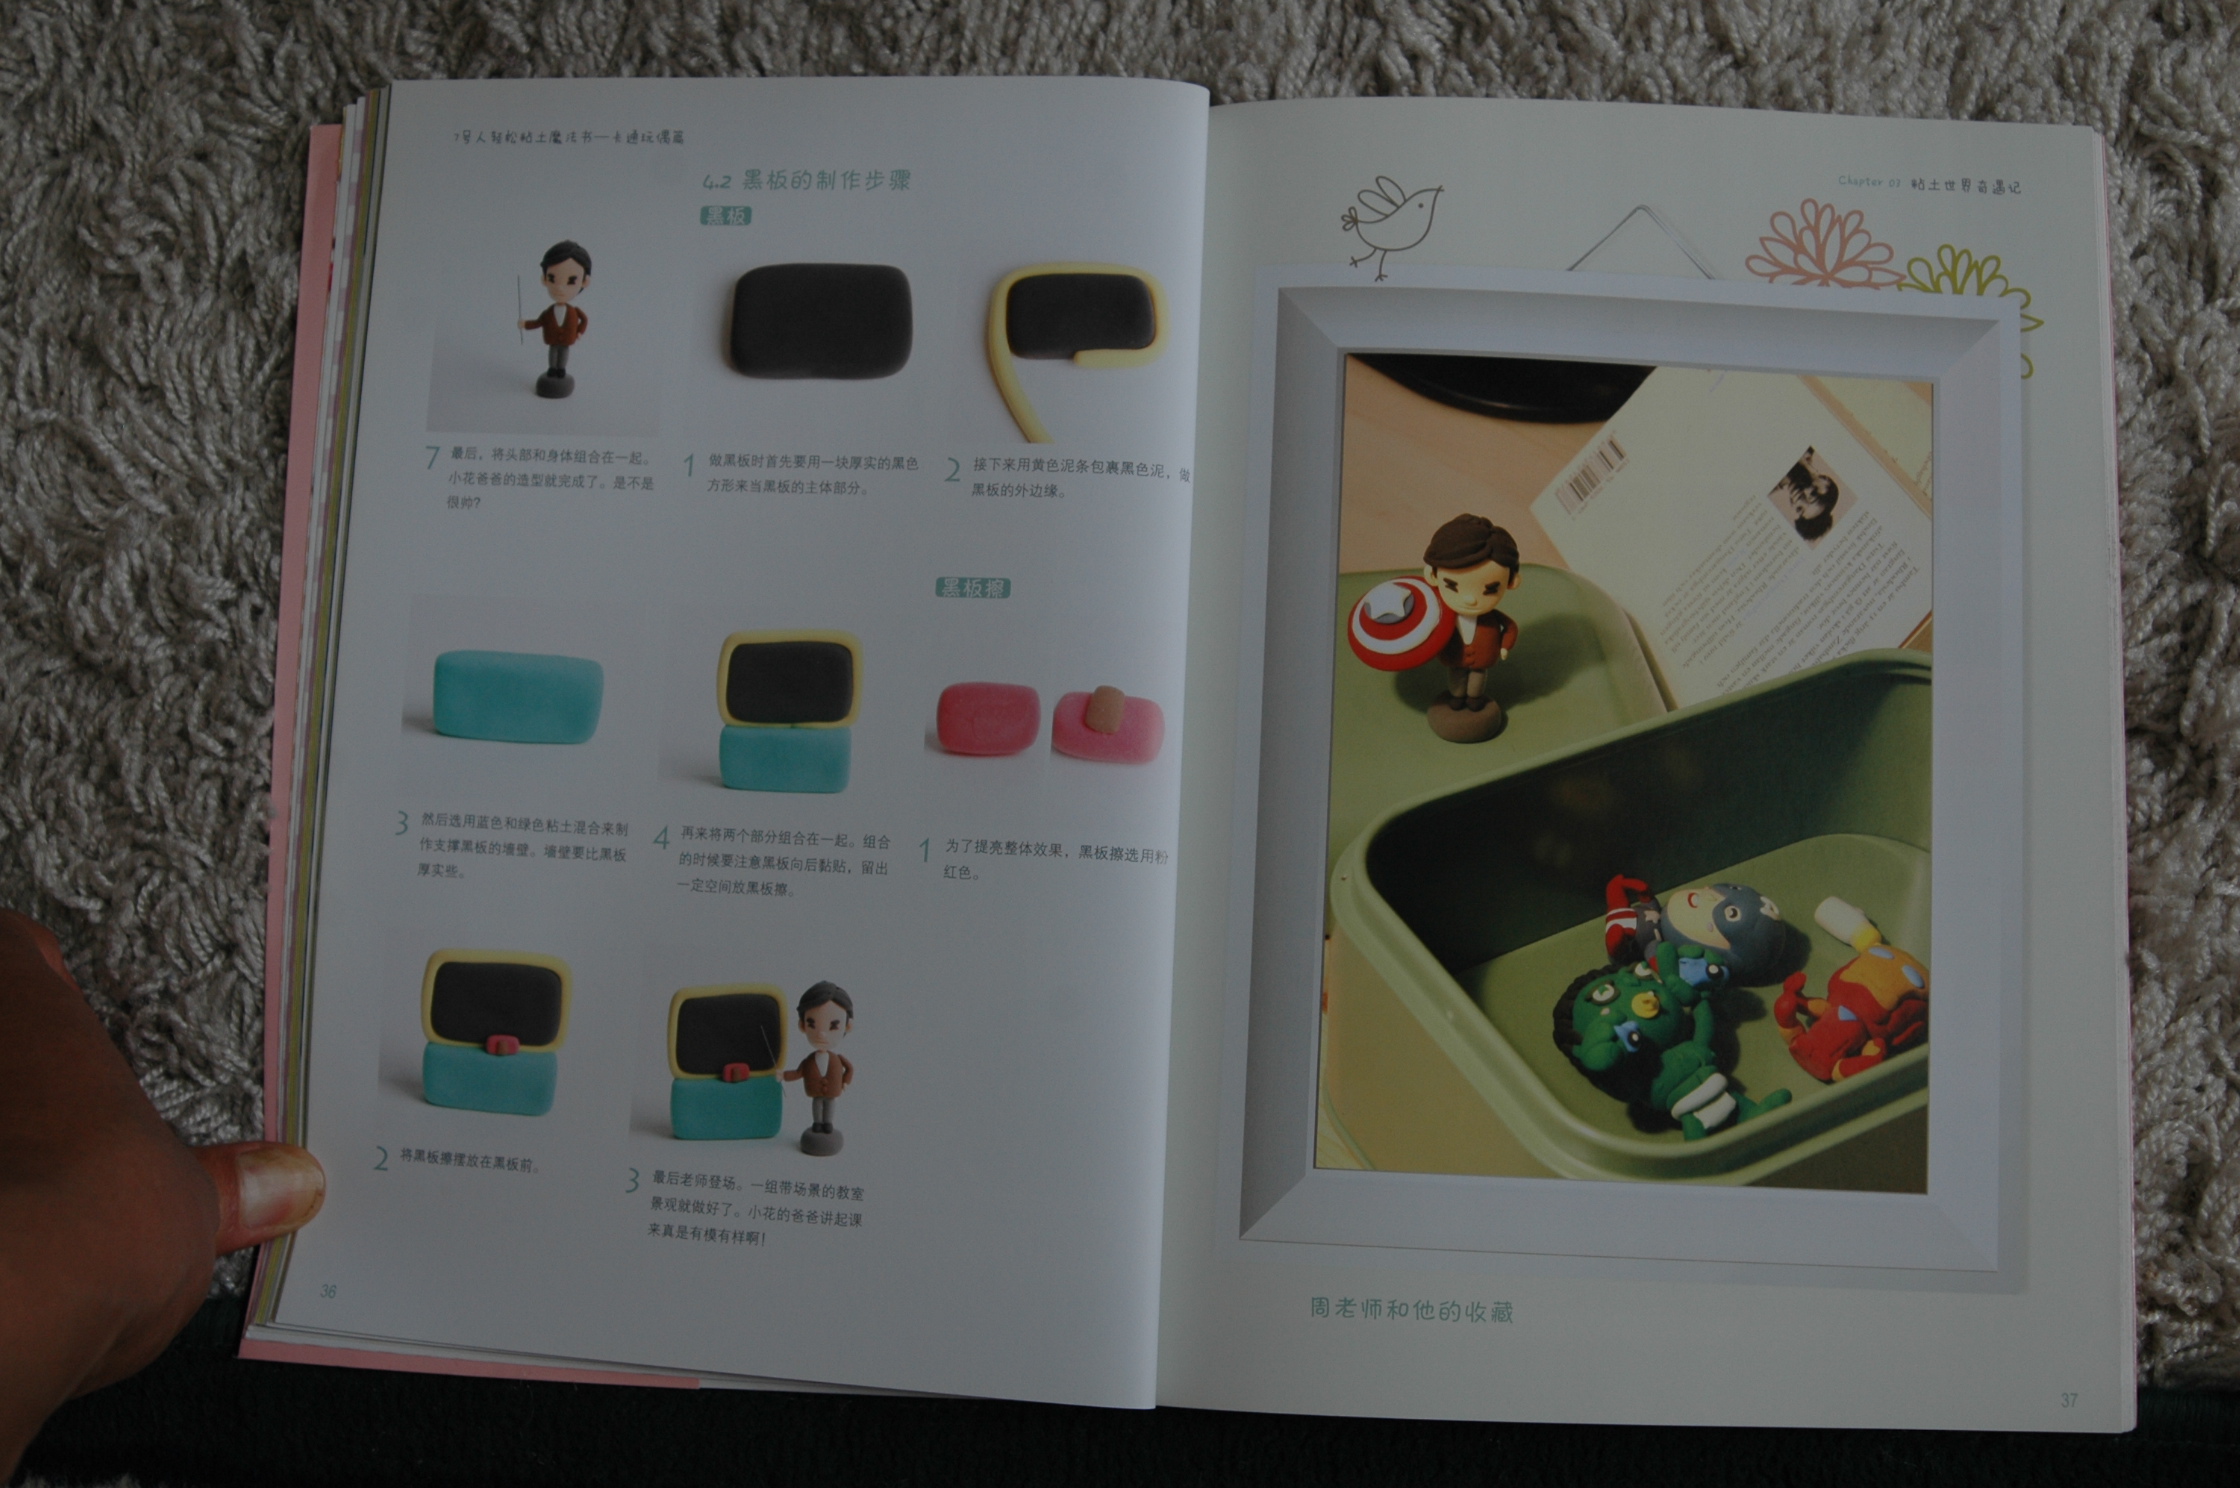 7号人轻松粘土魔法书—卡通玩偶篇
7 最后，将头部和身体组合在一起。
小花爸爸的造型就完成了。是不是
很帅？
4.2 黑板的制作步骤
黑板
1 做黑板时首先要用一块厚实的黑色
方形来当黑板的主体部分。
2 接下来用黄色泥条包裹黑色泥，做
黑板的外边缘。
3 然后选用蓝色和绿色粘土混合来制
作支撑黑板的墙壁。墙壁要比黑板
厚实些。
4 再来将两个部分组合在一起。组合
的时候要注意黑板向后黏贴，留出
一定空间放黑板擦。
黑板擦
1 为了提亮整体效果，黑板擦选用粉
红色。
2 将黑板擦摆放在黑板前。
3 最后老师登场。一组带场景的教室
景观就做好了。小花的爸爸讲起课
来真是有模有样啊！
36
Chapter 03 粘土世界奇遇记
周老师和他的收藏
37